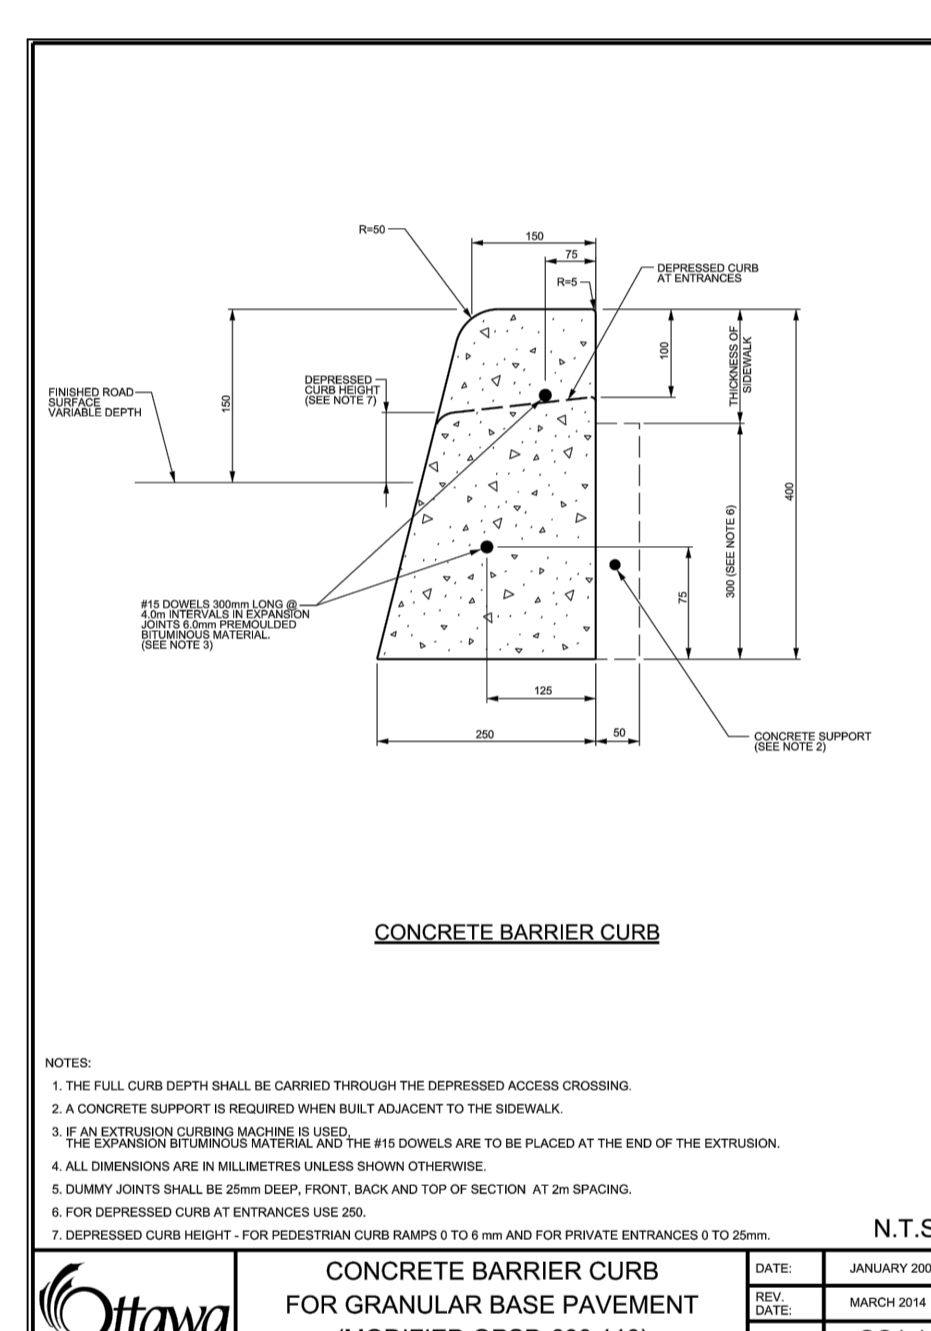 R=50
150
75
R=5
DEPRESSED CURB
AT ENTRANCES
DEPRESSED
CURB HEIGHT
(SEE NOTE 7)
FINISHED ROAD
SURFACE
VARIABLE DEPTH
150
100
THICKNESS OF
SIDEWALK
400
300 (SEE NOTE 6)
75
#15 DOWELS 300mm LONG @
4.0m INTERVALS IN EXPANSION
JOINTS 6.0mm PREMOULDED
BITUMINOUS MATERIAL.
(SEE NOTE 3)
125
250
50
CONCRETE SUPPORT
(SEE NOTE 2)
CONCRETE BARRIER CURB
NOTES:
1. THE FULL CURB DEPTH SHALL BE CARRIED THROUGH THE DEPRESSED ACCESS CROSSING.
2. A CONCRETE SUPPORT IS REQUIRED WHEN BUILT ADJACENT TO THE SIDEWALK.
3. IF AN EXTRUSION CURBING MACHINE IS USED,
THE EXPANSION BITUMINOUS MATERIAL AND THE #15 DOWELS ARE TO BE PLACED AT THE END OF THE EXTRUSION.
4. ALL DIMENSIONS ARE IN MILLIMETRES UNLESS SHOWN OTHERWISE.
5. DUMMY JOINTS SHALL BE 25mm DEEP, FRONT, BACK AND TOP OF SECTION AT 2m SPACING.
6. FOR DEPRESSED CURB AT ENTRANCES USE 250.
7. DEPRESSED CURB HEIGHT - FOR PEDESTRIAN CURB RAMPS 0 TO 6 mm AND FOR PRIVATE ENTRANCES 0 TO 25mm.
N.T.S
Ottawa
CONCRETE BARRIER CURB
FOR GRANULAR BASE PAVEMENT
DATE:
JANUARY 200
REV.
DATE:
MARCH 2014